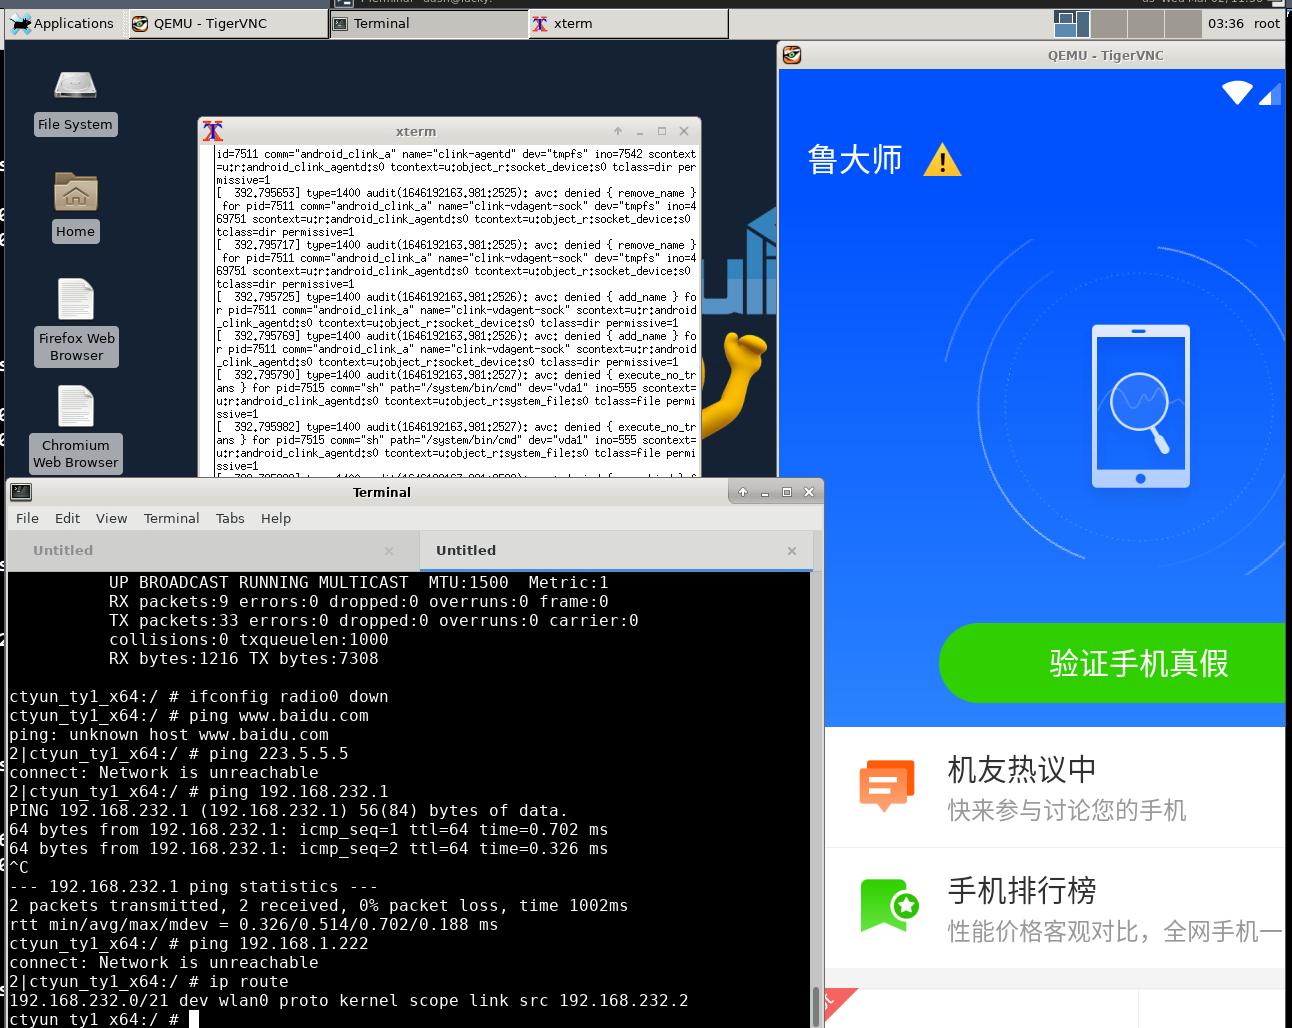 Applications
QEMU - TigerVNC
Terminal
xterm
03:36
root
File System
Home
Firefox Web
Browser
Chromium
Web Browser
xterm
id=7511 comm="android_clink_a" name="clink-agentd" dev="tmpfs" ino=7542 scontext
=u:r:android_clink_agentd:s0 tcontext=u:object_r:socket_device:s0 tclass=dir per
missive=1
[  392.795653] type=1400 audit(1646192163.981:2525): avc: denied { remove_name }
 for pid=7511 comm="android_clink_a" name="clink-vdagent-sock" dev="tmpfs" ino=4
69751 scontext=u:r:android_clink_agentd:s0 tcontext=u:object_r:socket_device:s0
tclass=dir permissive=1
[  392.795717] type=1400 audit(1646192163.981:2525): avc: denied { remove_name }
 for pid=7511 comm="android_clink_a" name="clink-vdagent-sock" dev="tmpfs" ino=4
69751 scontext=u:r:android_clink_agentd:s0 tcontext=u:object_r:socket_device:s0
tclass=dir permissive=1
[  392.795725] type=1400 audit(1646192163.981:2526): avc: denied { add_name } fo
r pid=7511 comm="android_clink_a" name="clink-vdagent-sock" scontext=u:r:android
_clink_agentd:s0 tcontext=u:object_r:socket_device:s0 tclass=dir permissive=1
[  392.795769] type=1400 audit(1646192163.981:2526): avc: denied { add_name } fo
r pid=7511 comm="android_clink_a" name="clink-vdagent-sock" scontext=u:r:android
_clink_agentd:s0 tcontext=u:object_r:socket_device:s0 tclass=dir permissive=1
[  392.795790] type=1400 audit(1646192163.981:2527): avc: denied { execute_no_tr
ans } for pid=7515 comm="sh" path="/system/bin/cmd" dev="vda1" ino=555 scontext=
u:r:android_clink_agentd:s0 tcontext=u:object_r:system_file:s0 tclass=file permi
ssive=1
[  392.795982] type=1400 audit(1646192163.981:2527): avc: denied { execute_no_tr
ans } for pid=7515 comm="sh" path="/system/bin/cmd" dev="vda1" ino=555 scontext=
u:r:android_clink_agentd:s0 tcontext=u:object_r:system_file:s0 tclass=file permi
ssive=1
Terminal
File Edit View Terminal Tabs Help
Untitled
Untitled
UP BROADCAST RUNNING MULTICAST  MTU:1500  Metric:1
RX packets:9 errors:0 dropped:0 overruns:0 frame:0
TX packets:33 errors:0 dropped:0 overruns:0 carrier:0
collisions:0 txqueuelen:1000
RX bytes:1216 TX bytes:7308
ctyun_ty1_x64:/ # ifconfig radio0 down
ctyun_ty1_x64:/ # ping www.baidu.com
ping: unknown host www.baidu.com
2|ctyun_ty1_x64:/ # ping 223.5.5.5
connect: Network is unreachable
2|ctyun_ty1_x64:/ # ping 192.168.232.1
PING 192.168.232.1 (192.168.232.1) 56(84) bytes of data.
64 bytes from 192.168.232.1: icmp_seq=1 ttl=64 time=0.702 ms
64 bytes from 192.168.232.1: icmp_seq=2 ttl=64 time=0.326 ms
^C
--- 192.168.232.1 ping statistics ---
2 packets transmitted, 2 received, 0% packet loss, time 1002ms
rtt min/avg/max/mdev = 0.326/0.514/0.702/0.188 ms
ctyun_ty1_x64:/ # ping 192.168.1.222
connect: Network is unreachable
2|ctyun_ty1_x64:/ # ip route
192.168.232.0/21 dev wlan0 proto kernel scope link src 192.168.232.2
ctyun_ty1_x64:/ #
QEMU - TigerVNC
鲁大师
验证手机真假
机友热议中
快来参与讨论您的手机
手机排行榜
性能价格客观对比，全网手机一